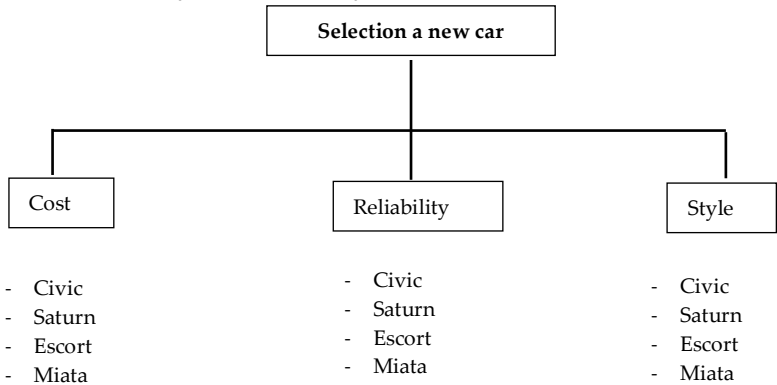 Selection a new car
Cost
Reliability
Style
- Civic
- Saturn
- Escort
- Miata
- Civic
- Saturn
- Escort
- Miata
- Civic
- Saturn
- Escort
- Miata